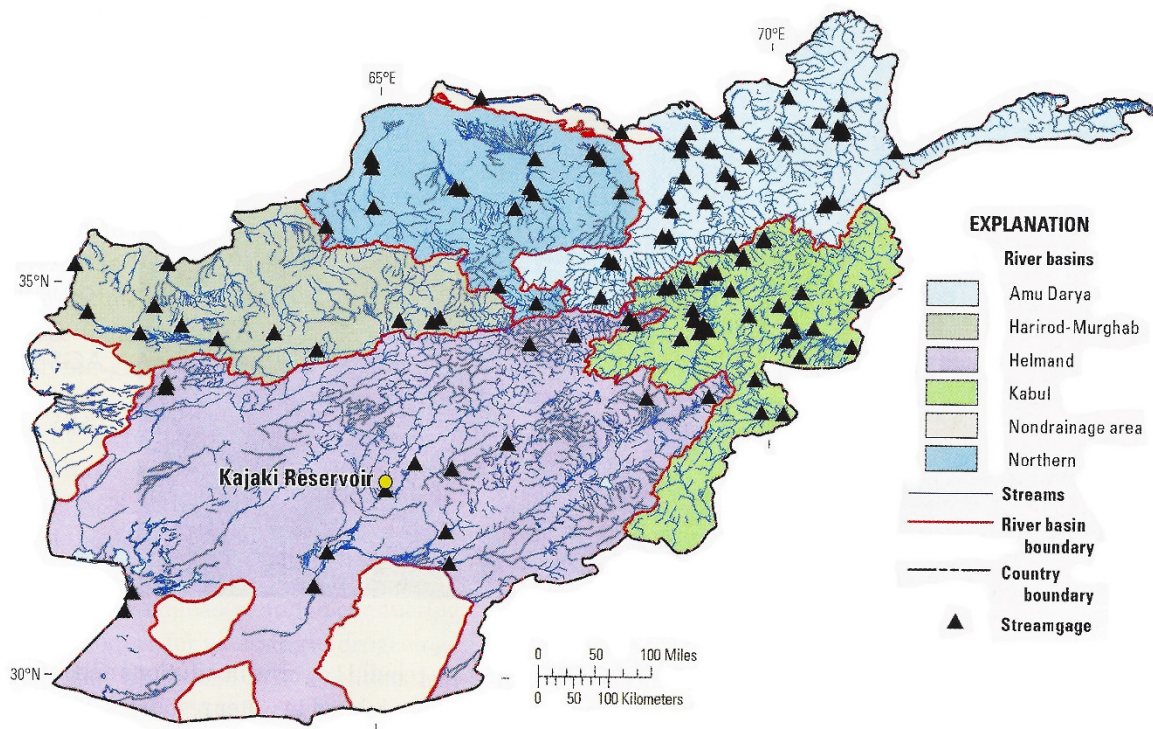 70°E
65°E
35°N
Kajaki Reservoir
30°N
0 50 100 Miles
0 50 100 Kilometers
EXPLANATION
River basins
Amu Darya
Harirod-Murghab
Helmand
Kabul
Nondrainage area
Northern
Streams
River basin
boundary
Country
boundary
Streamgage